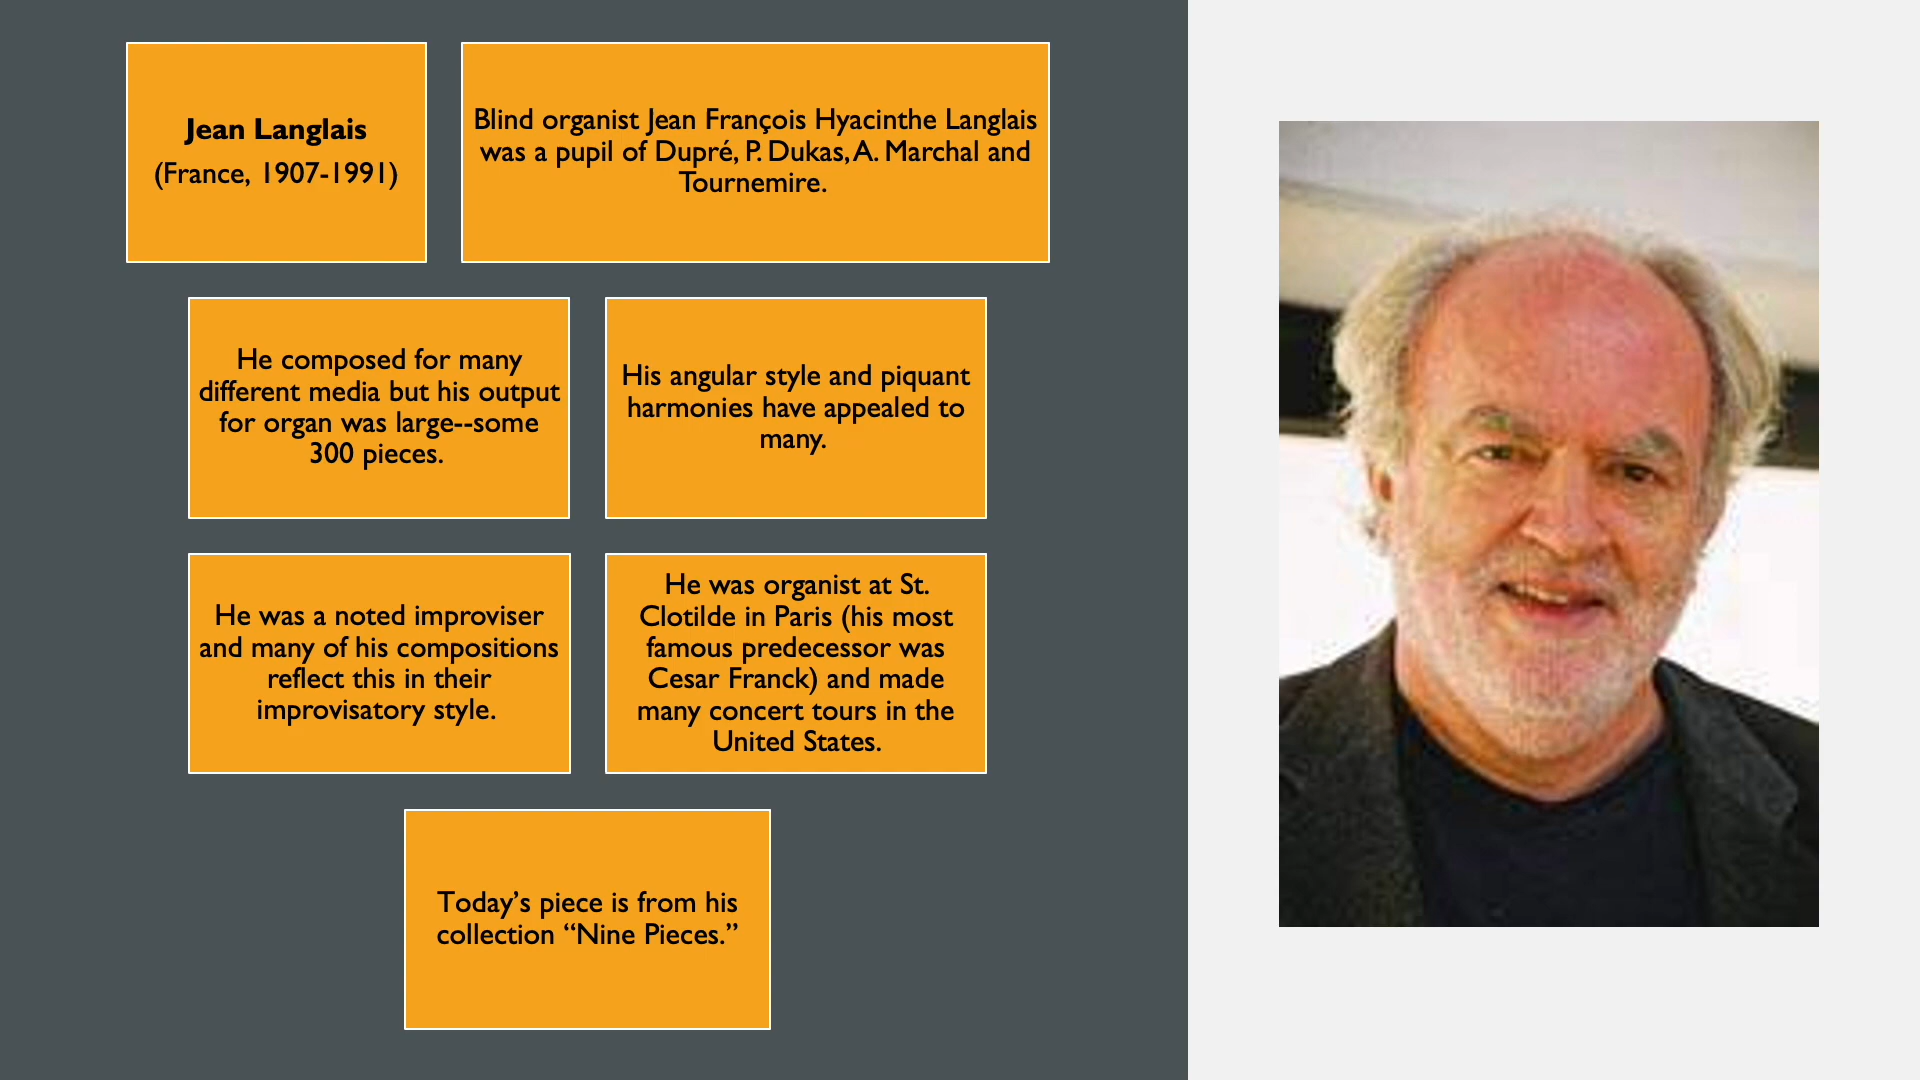 Jean Langlais
(France, 1907-1991)
Blind organist Jean François Hyacinthe Langlais
was a pupil of Dupré, P. Dukas, A. Marchal and
Tournemire.
He composed for many
different media but his output
for organ was large--some
300 pieces.
His angular style and piquant
harmonies have appealed to
many.
He was a noted improviser
and many of his compositions
reflect this in their
improvisatory style.
He was organist at St.
Clotilde in Paris (his most
famous predecessor was
Cesar Franck) and made
many concert tours in the
United States.
Today’s piece is from his
collection “Nine Pieces.”